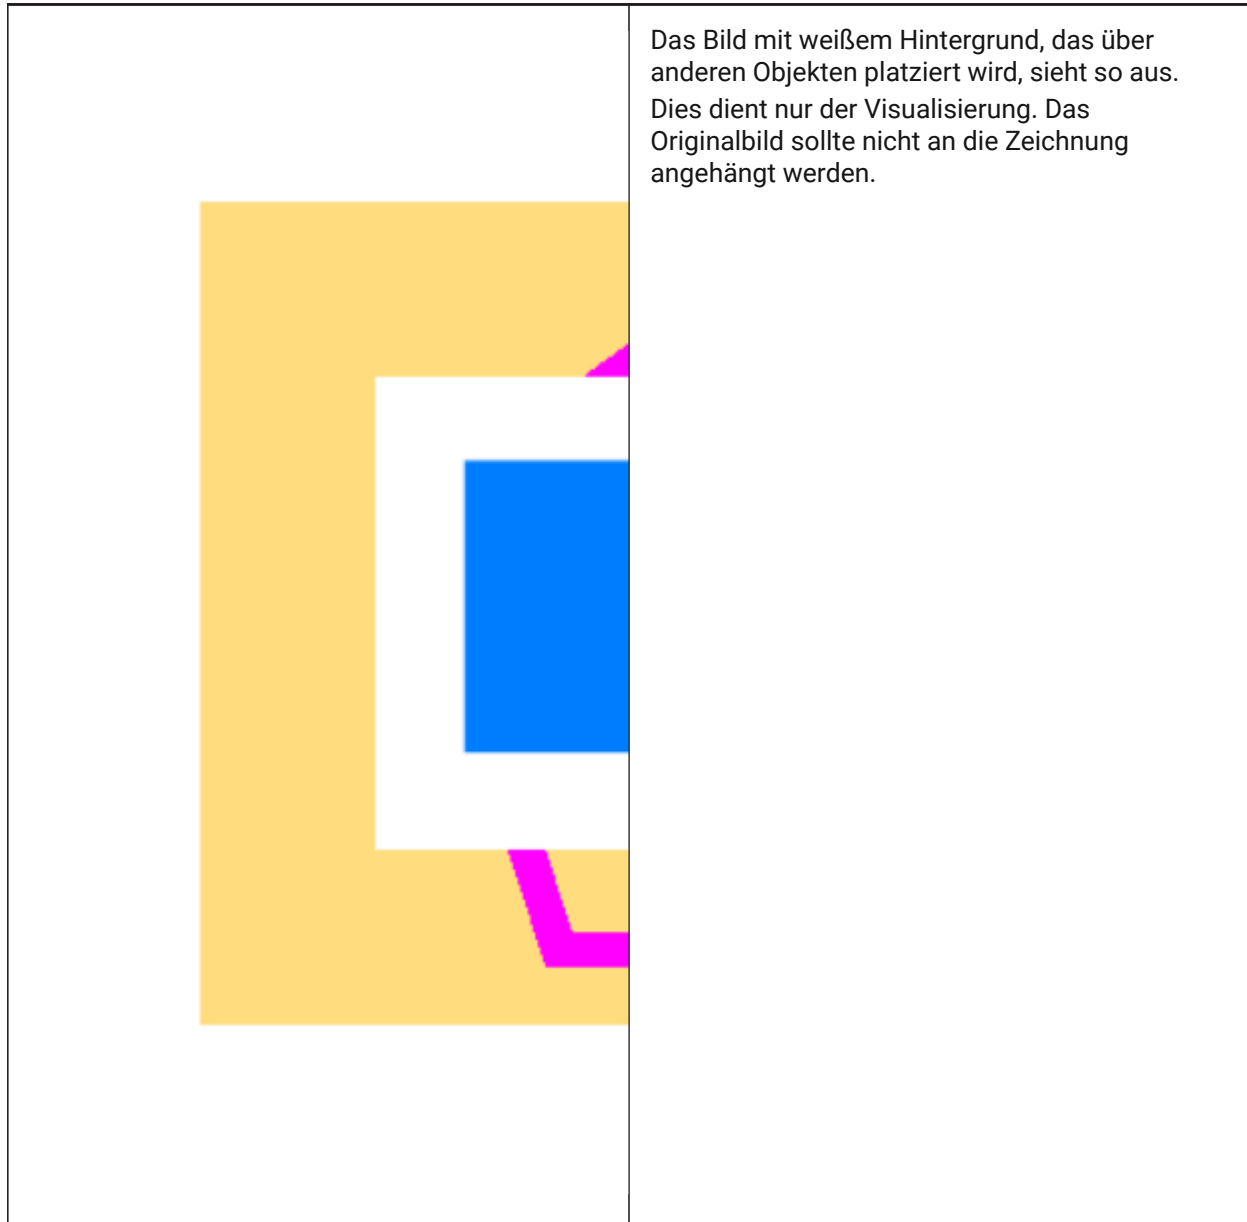 Das Bild mit weißem Hintergrund, das über
anderen Objekten platziert wird, sieht so aus.
Dies dient nur der Visualisierung. Das
Originalbild sollte nicht an die Zeichnung
angehängt werden.